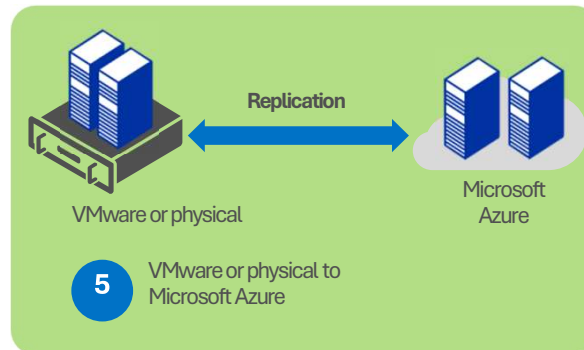 Replication
VMware or physical
Microsoft
Azure
5
VMware or physical to
Microsoft Azure